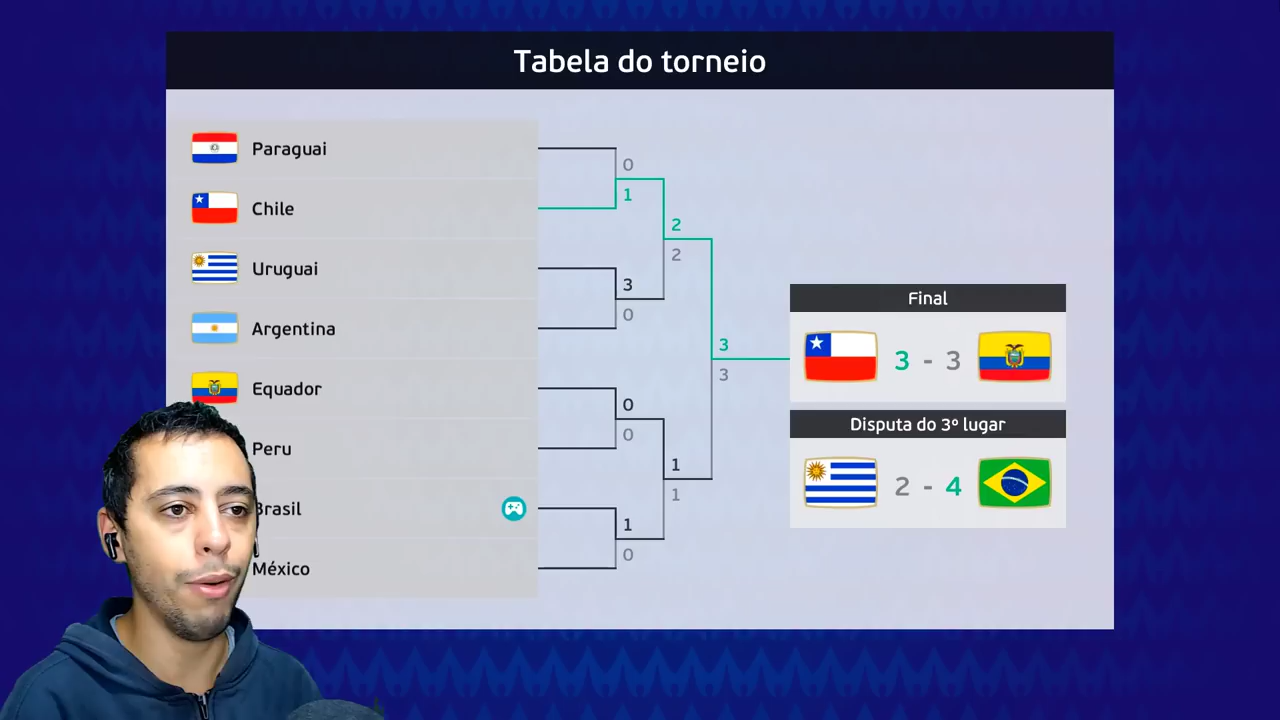 Tabela do torneio
Paraguai
Chile
Uruguai
Argentina
Equador
Peru
Brasil
México
0
1
3
0
0
0
1
0
2
2
1
1
3
3
Final
3 - 3
Disputa do 3º lugar
2 - 4